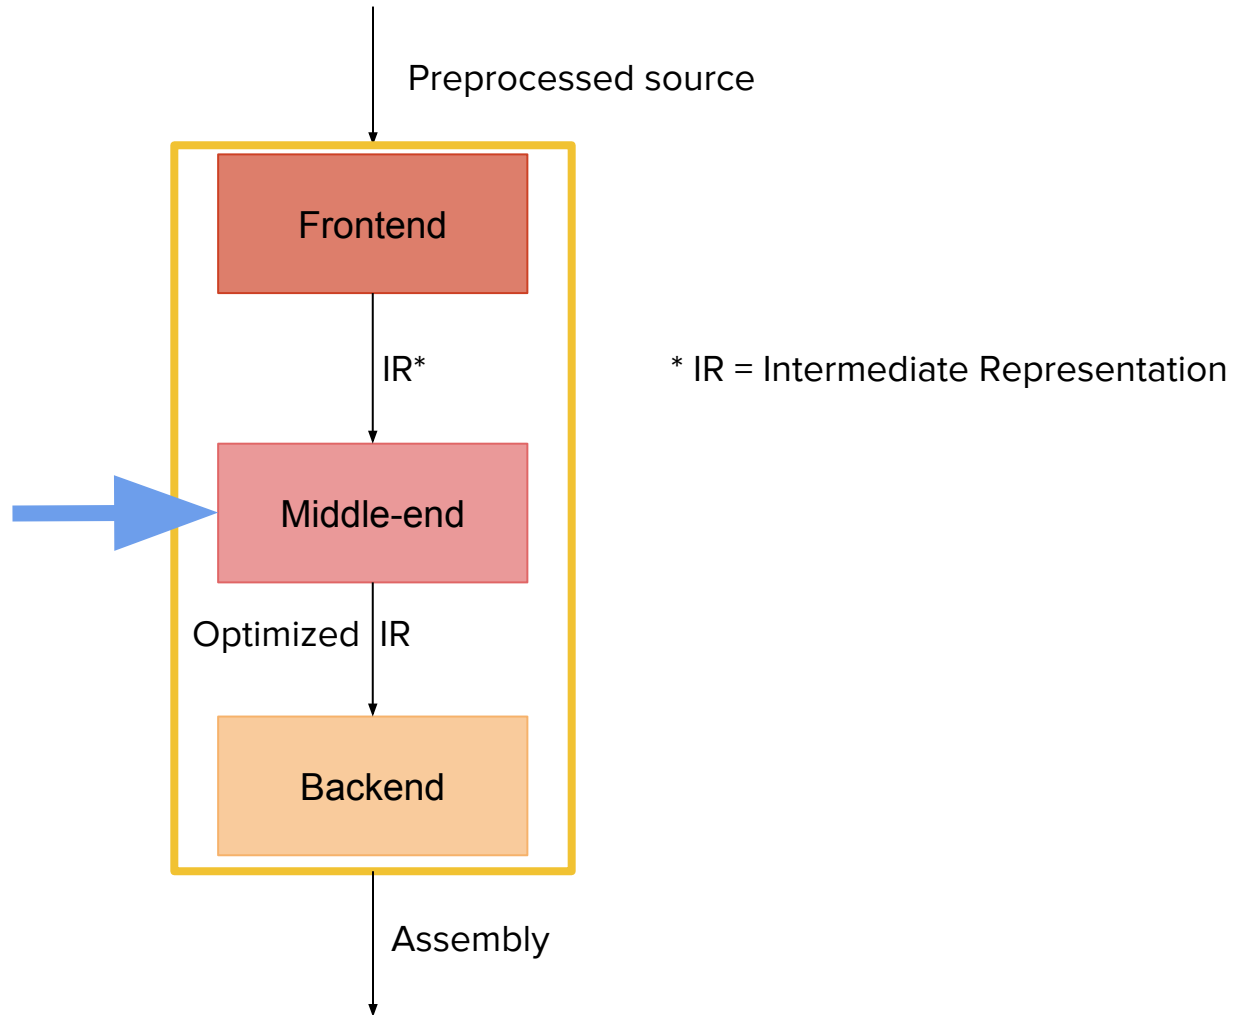 Preprocessed source
Frontend
IR*
* IR = Intermediate Representation
Middle-end
Optimized IR
Backend
Assembly